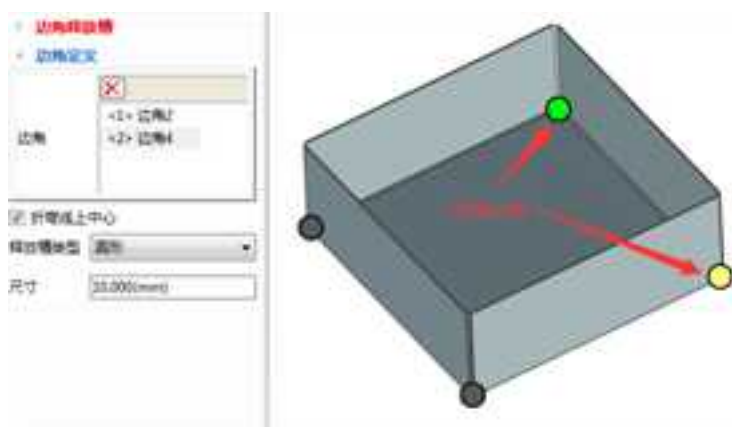 边角释放槽
边角定义
<1> 边角2
边角
<2> 边角4
折弯线上中心
释放槽类型 圆形
尺寸 10.000(mm)